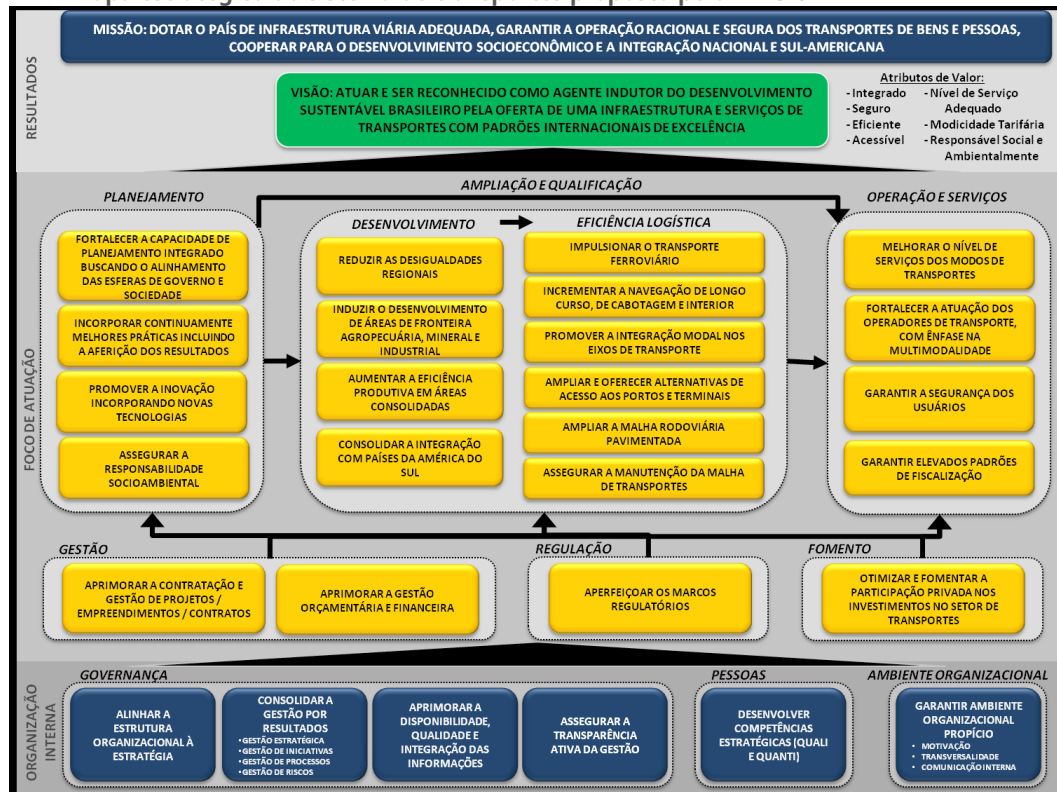 MISSÃO: DOTAR O PAÍS DE INFRAESTRUTURA VIÁRIA ADEQUADA, GARANTIR A OPERAÇÃO RACIONAL E SEGURA DOS TRANSPORTES DE BENS E PESSOAS,
COOPERAR PARA O DESENVOLVIMENTO SOCIOECONÔMICO E A INTEGRAÇÃO NACIONAL E SUL-AMERICANA
RESULTADOS
VISÃO: ATUAR E SER RECONHECIDO COMO AGENTE INDUTOR DO DESENVOLVIMENTO
SUSTENTÁVEL BRASILEIRO PELA OFERTA DE UMA INFRAESTRUTURA E SERVIÇOS DE
TRANSPORTES COM PADRÕES INTERNACIONAIS DE EXCELÊNCIA
Atributos de Valor:
- Integrado
- Seguro
- Eficiente
- Acessível
- Nível de Serviço
Adequado
- Modicidade Tarifária
- Responsável Social e
Ambientalmente
FOCO DE ATUAÇÃO
AMPLIAÇÃO E QUALIFICAÇÃO
PLANEJAMENTO
FORTALECER A CAPACIDADE DE
PLANEJAMENTO INTEGRADO
BUSCANDO O ALINHAMENTO
DAS ESFERAS DE GOVERNO E
SOCIEDADE
INCORPORAR CONTINUAMENTE
MELHORES PRÁTICAS INCLUINDO
A AFERIÇÃO DOS RESULTADOS
PROMOVER A INOVAÇÃO
INCORPORANDO NOVAS
TECNOLOGIAS
ASSEGURAR A
RESPONSABILIDADE
SOCIOAMBIENTAL
DESENVOLVIMENTO
REDUZIR AS DESIGUALDADES
REGIONAIS
INDUZIR O DESENVOLVIMENTO
DE ÁREAS DE FRONTEIRA
AGROPECUÁRIA, MINERAL E
INDUSTRIAL
AUMENTAR A EFICIÊNCIA
PRODUTIVA EM ÁREAS
CONSOLIDADAS
CONSOLIDAR A INTEGRAÇÃO
COM PAÍSES DA AMÉRICA DO
SUL
EFICIÊNCIA LOGÍSTICA
IMPULSIONAR O TRANSPORTE
FERROVIÁRIO
INCREMENTAR A NAVEGAÇÃO DE LONGO
CURSO, DE CABOTAGEM E INTERIOR
PROMOVER A INTEGRAÇÃO MODAL NOS
EIXOS DE TRANSPORTE
AMPLIAR E OFERECER ALTERNATIVAS DE
ACESSO AOS PORTOS E TERMINAIS
AMPLIAR A MALHA RODOVIÁRIA
PAVIMENTADA
ASSEGURAR A MANUTENÇÃO DA MALHA
DE TRANSPORTES
OPERAÇÃO E SERVIÇOS
MELHORAR O NÍVEL DE
SERVIÇOS DOS MODOS DE
TRANSPORTES
FORTALECER A ATUAÇÃO DOS
OPERADORES DE TRANSPORTE,
COM ÊNFASE NA
MULTIMODALIDADE
GARANTIR A SEGURANÇA DOS
USUÁRIOS
GARANTIR ELEVADOS PADRÕES
DE FISCALIZAÇÃO
GESTÃO
APRIMORAR A CONTRATAÇÃO E
GESTÃO DE PROJETOS /
EMPREENDIMENTOS / CONTRATOS
APRIMORAR A GESTÃO
ORÇAMENTÁRIA E FINANCEIRA
REGULAÇÃO
APERFEIÇOAR OS MARCOS
REGULATÓRIOS
FOMENTO
OTIMIZAR E FOMENTAR A
PARTICIPAÇÃO PRIVADA NOS
INVESTIMENTOS NO SETOR DE
TRANSPORTES
ORGANIZAÇÃO
INTERNA
GOVERNANÇA
ALINHAR A
ESTRUTURA
ORGANIZACIONAL À
ESTRATÉGIA
CONSOLIDAR A
GESTÃO POR
RESULTADOS
•GESTÃO ESTRATÉGICA
•GESTÃO DE INICIATIVAS
•GESTÃO DE PROCESSOS
•GESTÃO DE RISCOS
APRIMORAR A
DISPONIBILIDADE,
QUALIDADE E
INTEGRAÇÃO DAS
INFORMAÇÕES
ASSEGURAR A
TRANSPARÊNCIA
ATIVA DA GESTÃO
PESSOAS
DESENVOLVER
COMPETÊNCIAS
ESTRATÉGICAS (QUALI
E QUANTI)
AMBIENTE ORGANIZACIONAL
GARANTIR AMBIENTE
ORGANIZACIONAL
PROPÍCIO
• MOTIVAÇÃO
• TRANSVERSALIDADE
• COMUNICAÇÃO INTERNA